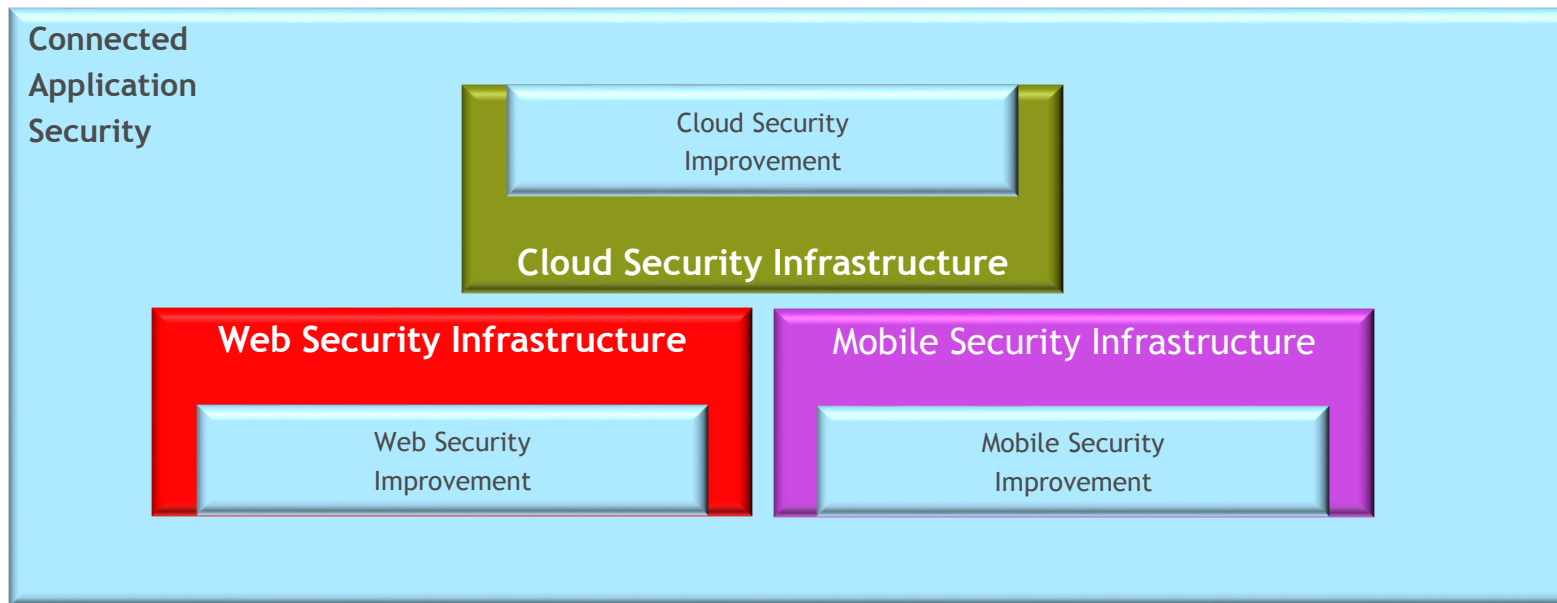 Connected
Application
Security
Cloud Security
Improvement
Cloud Security Infrastructure
Web Security Infrastructure
Mobile Security Infrastructure
Web Security
Improvement
Mobile Security
Improvement